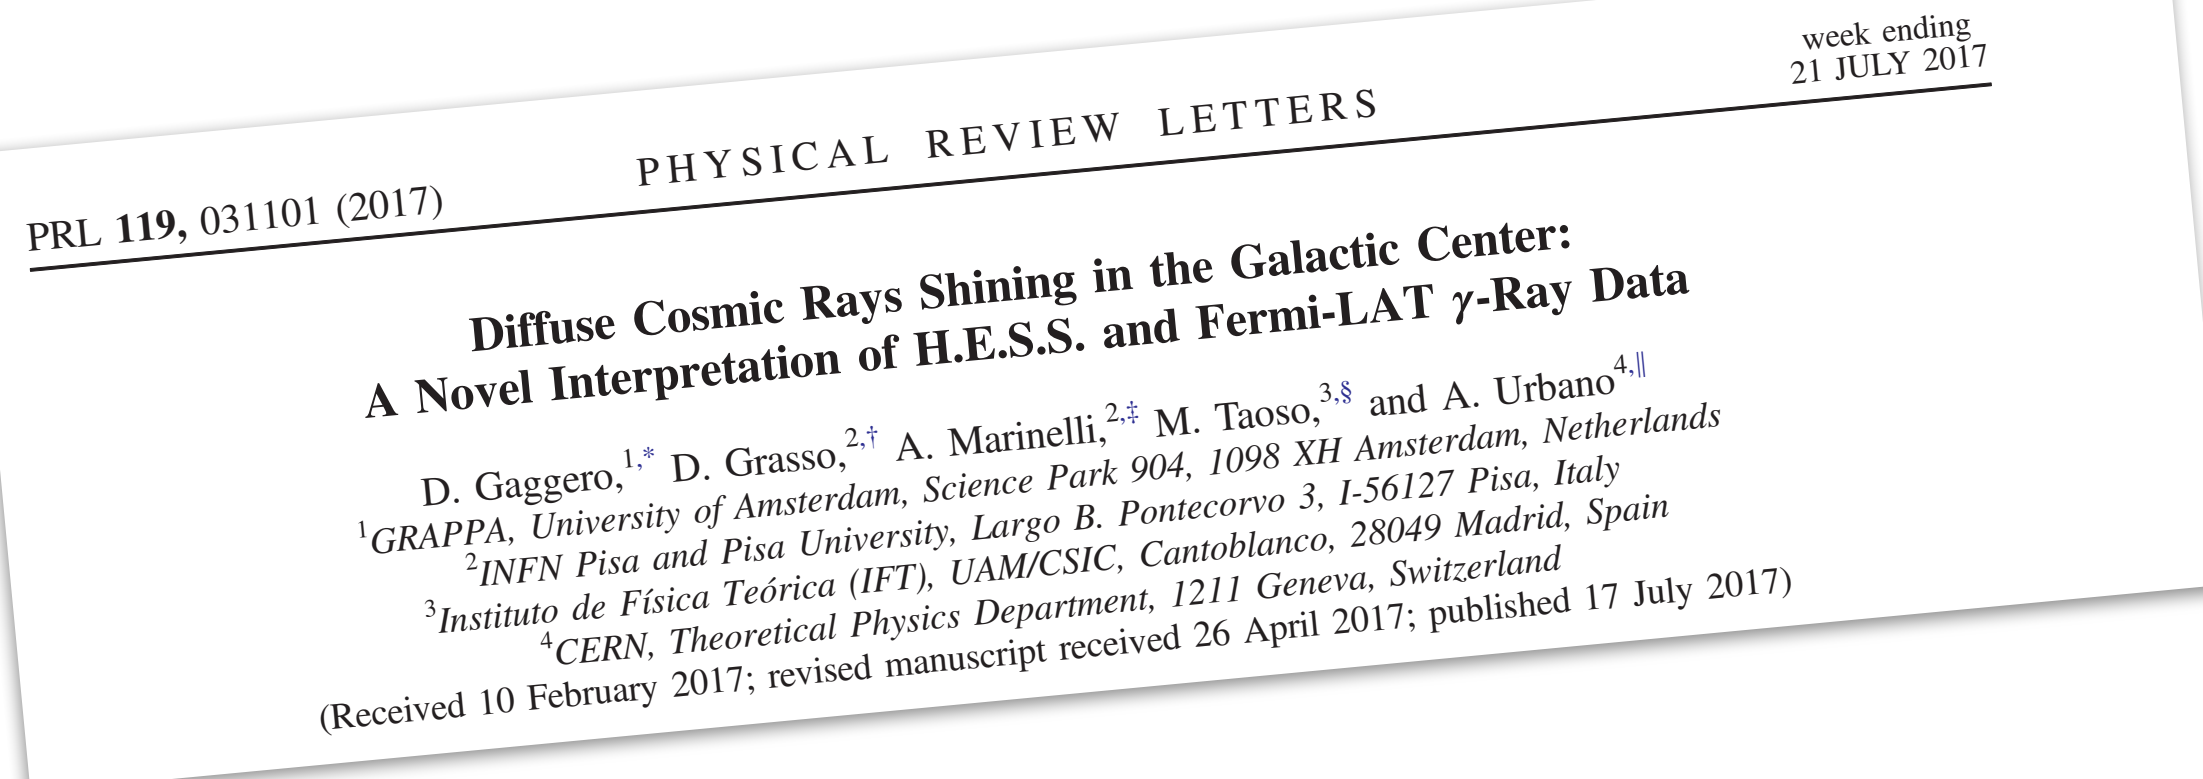 week ending
21 JULY 2017
PRL 119, 031101 (2017)
PHYSICAL REVIEW LETTERS
Diffuse Cosmic Rays Shining in the Galactic Center:
A Novel Interpretation of H.E.S.S. and Fermi-LAT γ-Ray Data
D. Gaggero,1,* D. Grasso,2,† A. Marinelli,2,‡ M. Taoso,3,§ and A. Urbano4,∥
1GRAPPA, University of Amsterdam, Science Park 904, 1098 XH Amsterdam, Netherlands
2INFN Pisa and Pisa University, Largo B. Pontecorvo 3, I-56127 Pisa, Italy
3Instituto de Física Teórica (IFT), UAM/CSIC, Cantoblanco, 28049 Madrid, Spain
4CERN, Theoretical Physics Department, 1211 Geneva, Switzerland
(Received 10 February 2017; revised manuscript received 26 April 2017; published 17 July 2017)